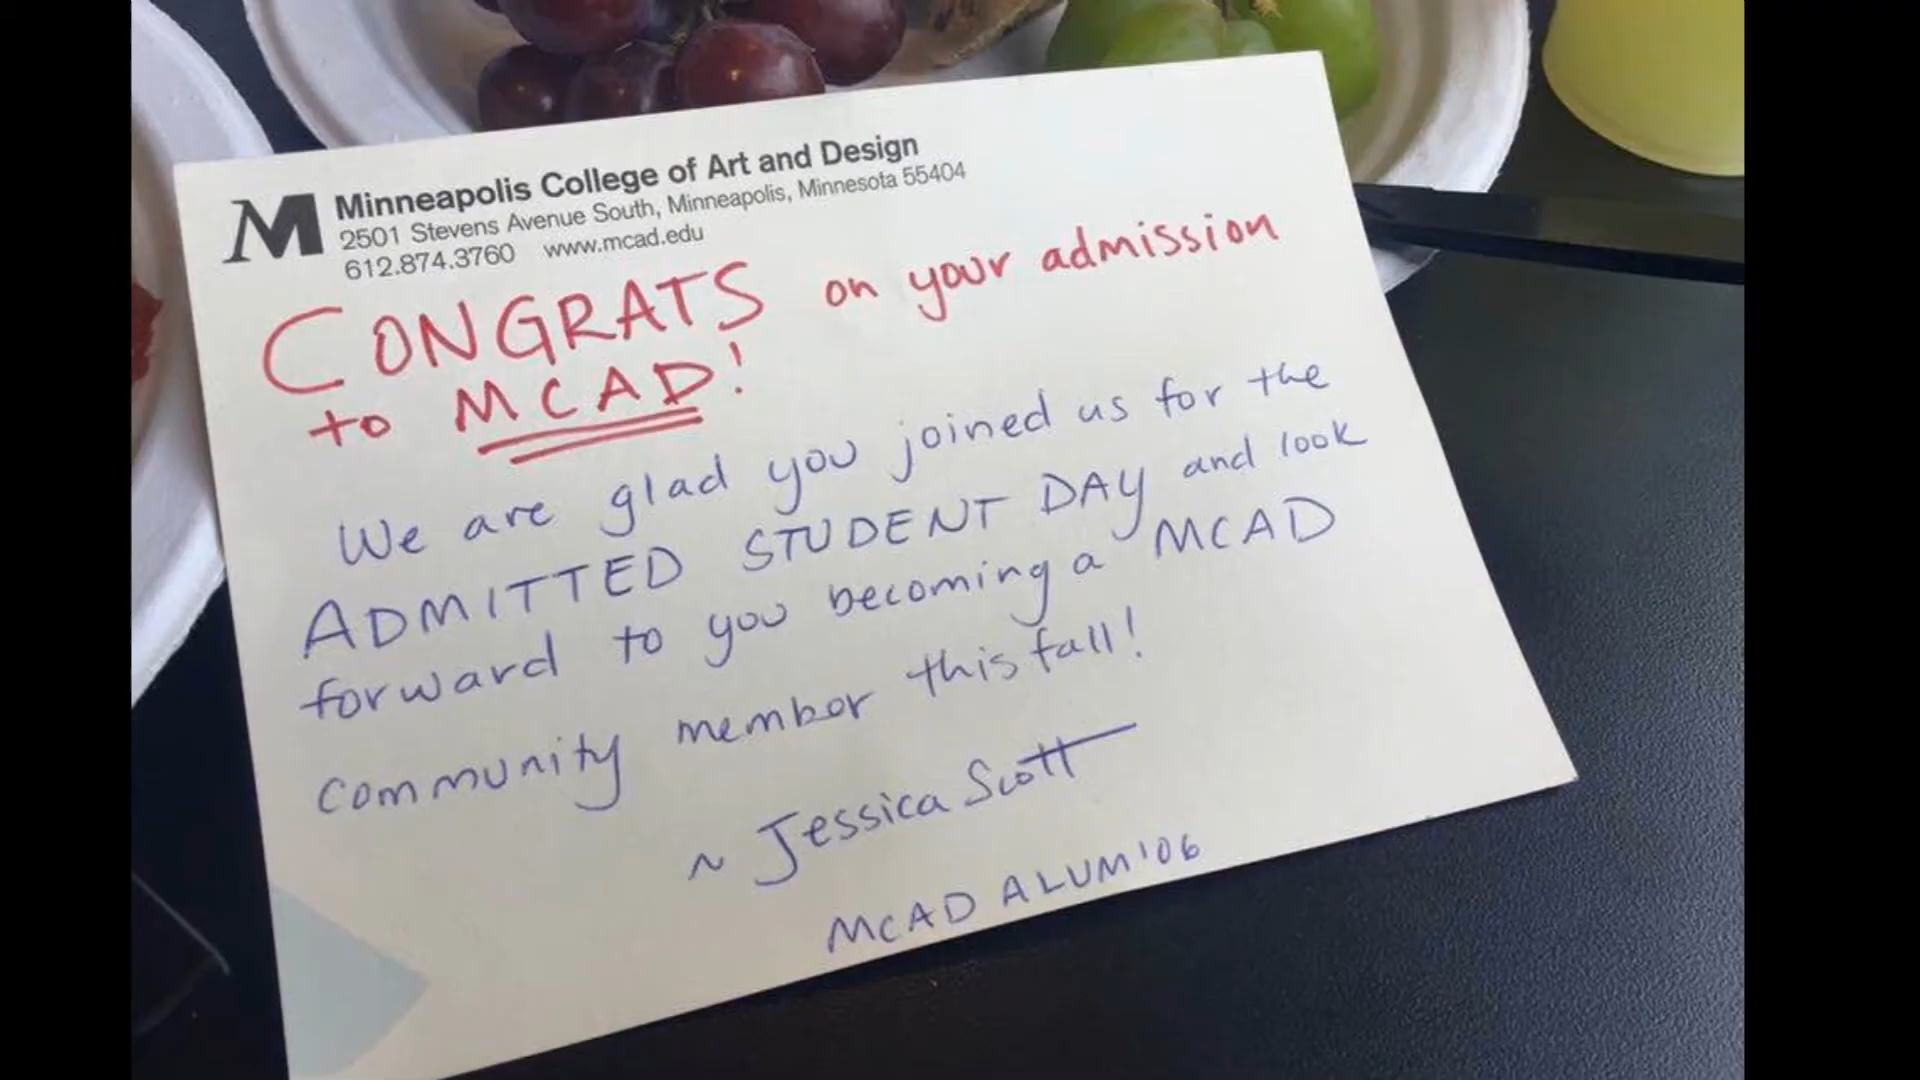 M
Minneapolis College of Art and Design
2501 Stevens Avenue South, Minneapolis, Minnesota 55404
612.874.3760 www.mcad.edu
CONGRATS on your admission
to MCAD!
We are glad you joined us for the
ADMITTED STUDENT DAY and look
forward to you becoming a MCAD
community member this fall!
~ Jessica Scott
MCAD ALUM '06